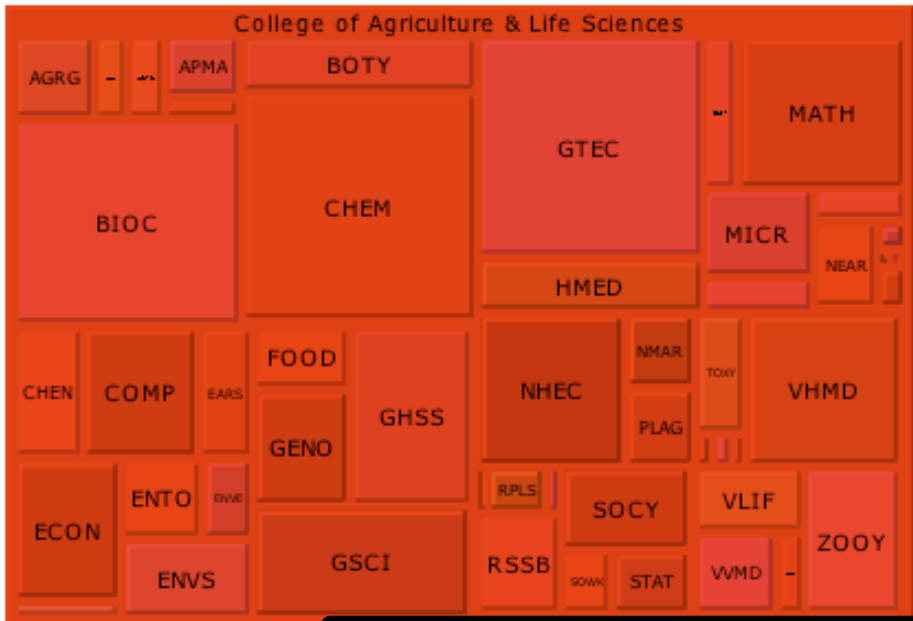 College of Agriculture & Life Sciences
AGRG
APMA
BOTY
GTEC
MATH
BIOC
CHEM
MICR
NEAR
HMED
CHEN
COMP
EARS
FOOD
GENO
GHSS
NHEC
NMAR
PLAG
TOXY
VHMD
ECON
ENTO
ENVE
ENVS
GSCI
RPLS
RSSB
SOCY
SOWK
STAT
VLIF
VVMD
ZOOY